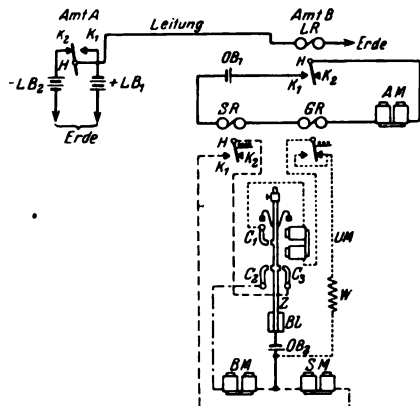 Amt A
Leitung
Amt B
LR
Erde
K₂ K₁
H
-LB₂
+LB₁
Erde
OB₁
H
K₁ K₂
SR
GR
AM
H
K₁ K₂
C₁
UM
C₂
C₃
Z
W
Bl
OB₂
BM
SM